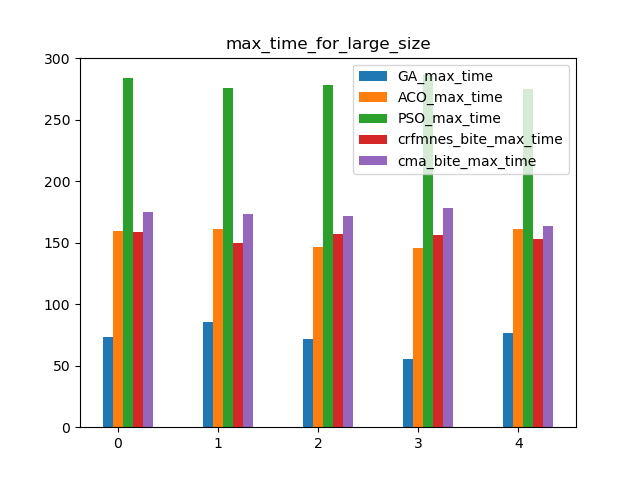 max_time_for_large_size
300
250
200
150
100
50
0
GA_max_time
ACO_max_time
PSO_max_time
crfmnes_bite_max_time
cma_bite_max_time
0 1 2 3 4